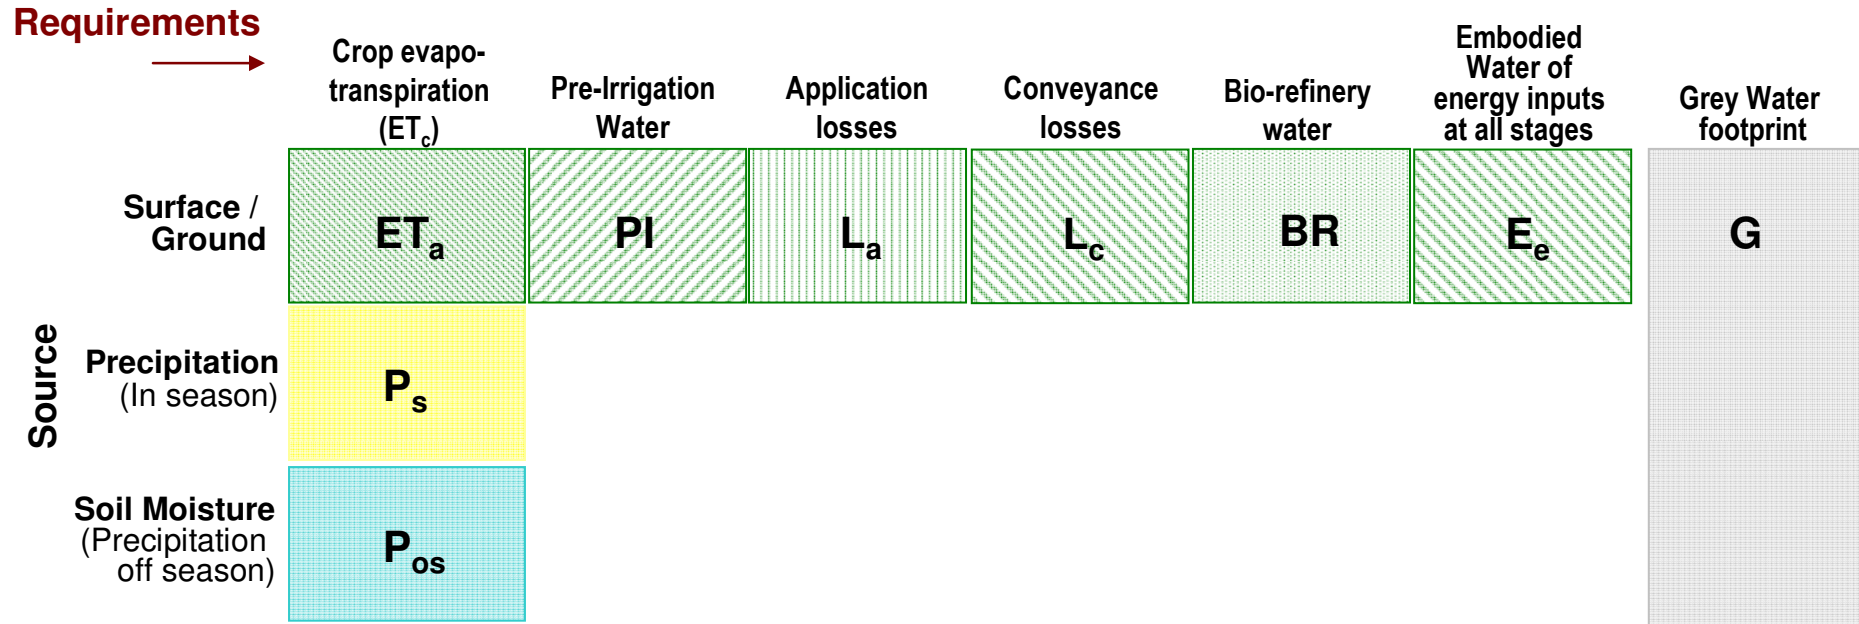 Requirements
Crop evapo-
transpiration
(ETc)
Pre-Irrigation
Water
Application
losses
Conveyance
losses
Bio-refinery
water
Embodied
Water of
energy inputs
at all stages
Grey Water
footprint
Source
Surface /
Ground
ETa
PI
La
Lc
BR
Ee
G
Precipitation
(In season)
Ps
Soil Moisture
(Precipitation
off season)
Pos